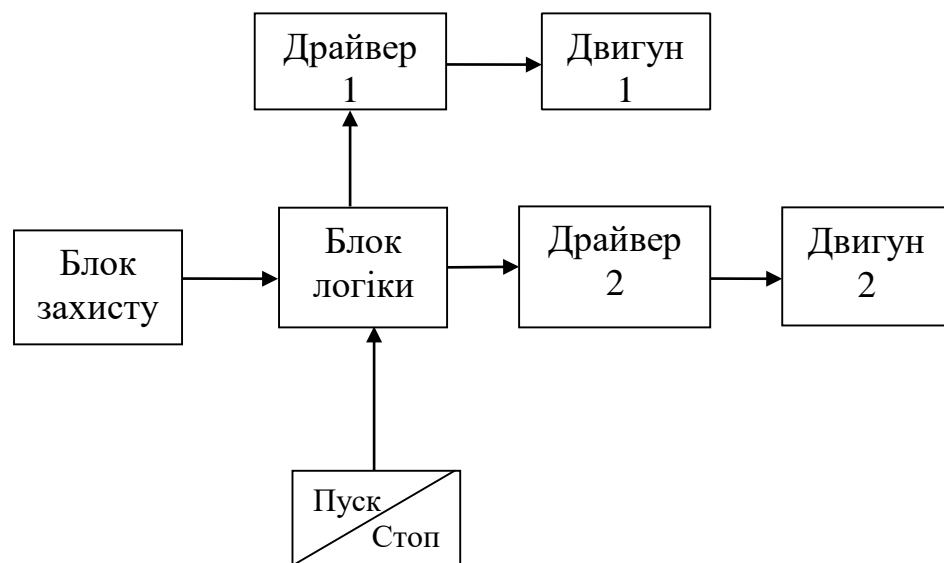 Драйвер
1
Двигун
1
Блок
захисту
Блок
логіки
Драйвер
2
Двигун
2
Пуск
Стоп